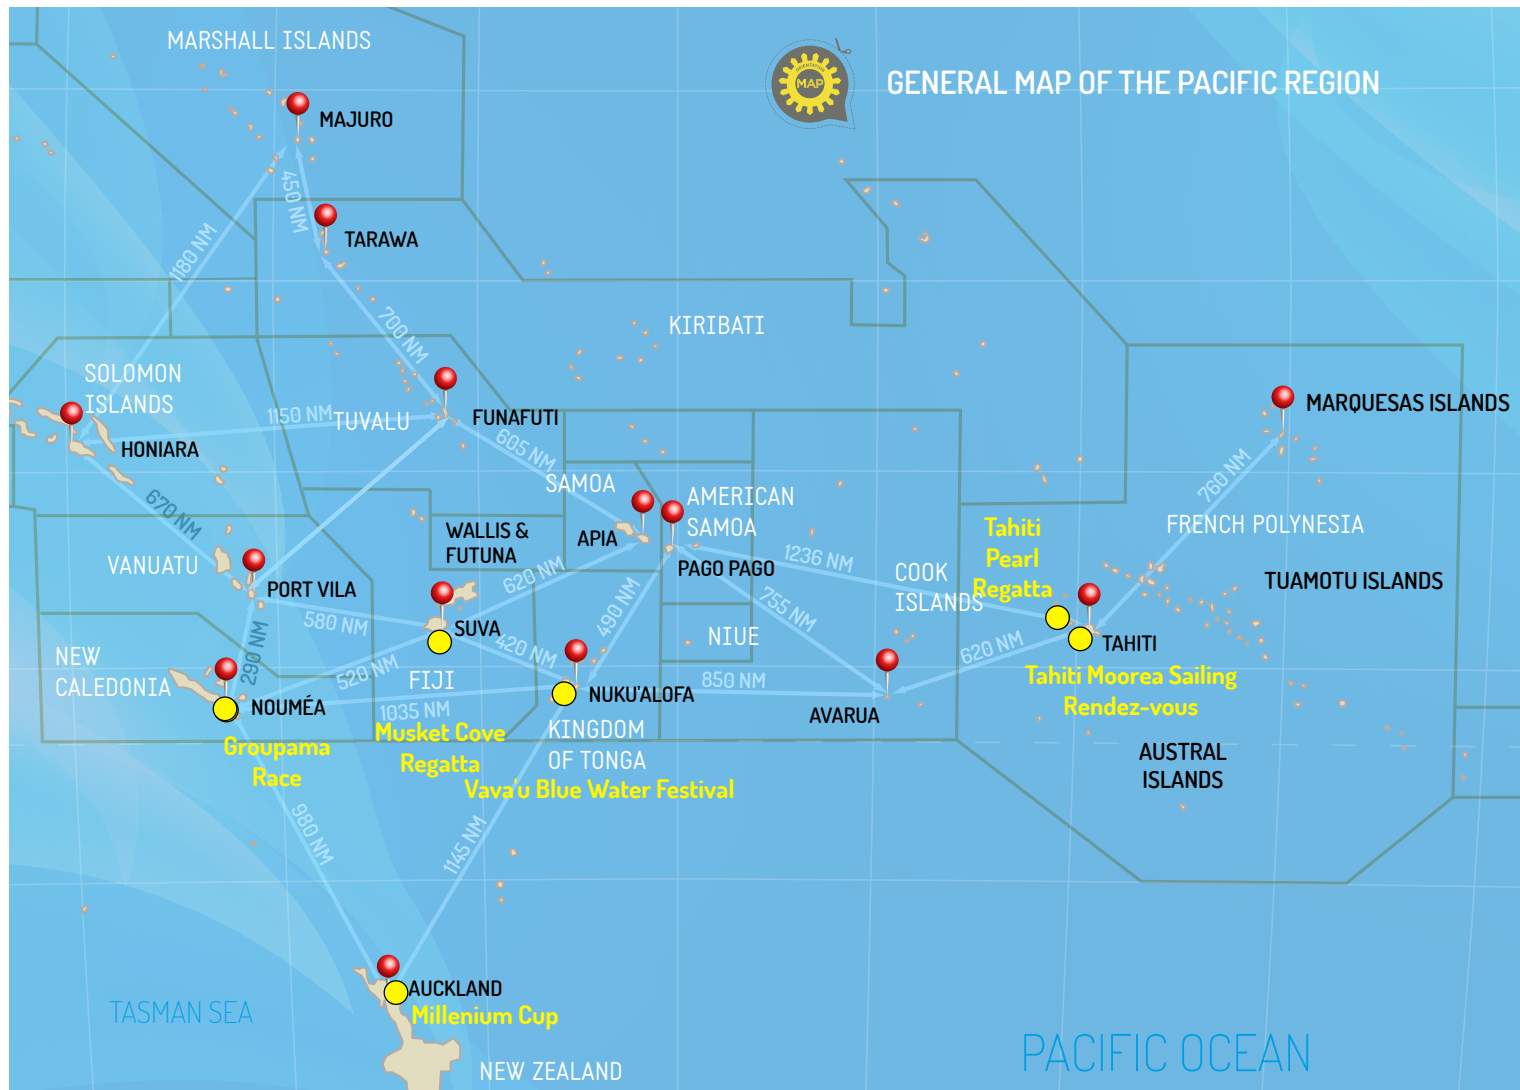 MARSHALL ISLANDS
ORIENTATION
MAP
GENERAL MAP OF THE PACIFIC REGION
MAJURO
450 NM
TARAWA
1180 NM
700 NM
KIRIBATI
SOLOMON
ISLANDS
1150 NM
TUVALU
FUNAFUTI
MARQUESAS ISLANDS
HONIARA
605 NM
760 NM
670 NM
SAMOA
AMERICAN
SAMOA
WALLIS &
FUTUNA
APIA
FRENCH POLYNESIA
Tahiti
Pearl
Regatta
VANUATU
620 NM
PAGO PAGO
1236 NM
COOK
ISLANDS
TUAMOTU ISLANDS
PORT VILA
580 NM
SUVA
490 NM
755 NM
NIUE
620 NM
TAHITI
290 NM
420 NM
NEW
CALEDONIA
520 NM
FIJI
NUKU'ALOFA
850 NM
Tahiti Moorea Sailing
Rendez-vous
NOUMÉA
1035 NM
AVARUA
Groupama
Race
Musket Cove
Regatta
KINGDOM
OF TONGA
AUSTRAL
ISLANDS
Vava'u Blue Water Festival
980 NM
1145 NM
AUCKLAND
Millenium Cup
TASMAN SEA
PACIFIC OCEAN
NEW ZEALAND